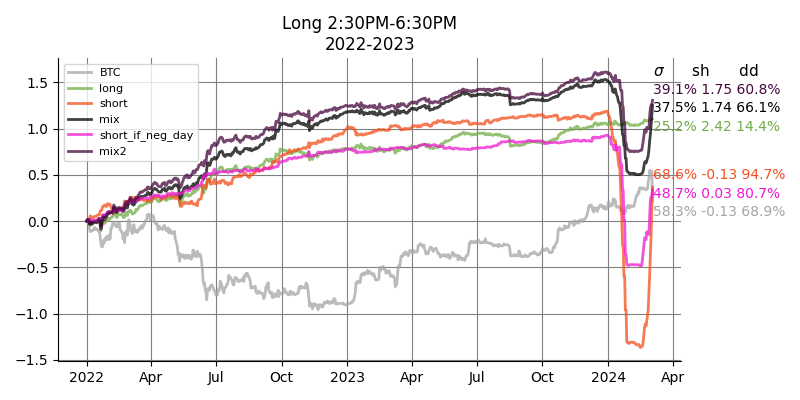 Long 2:30PM-6:30PM
2022-2023
σ sh dd
BTC
long
short
mix
short_if_neg_day
mix2
39.1% 1.75 60.8%
37.5% 1.74 66.1%
25.2% 2.42 14.4%
68.6% -0.13 94.7%
48.7% 0.03 80.7%
58.3% -0.13 68.9%
1.5
1.0
0.5
0.0
−0.5
−1.0
−1.5
2022 Apr Jul Oct 2023 Apr Jul Oct 2024 Apr